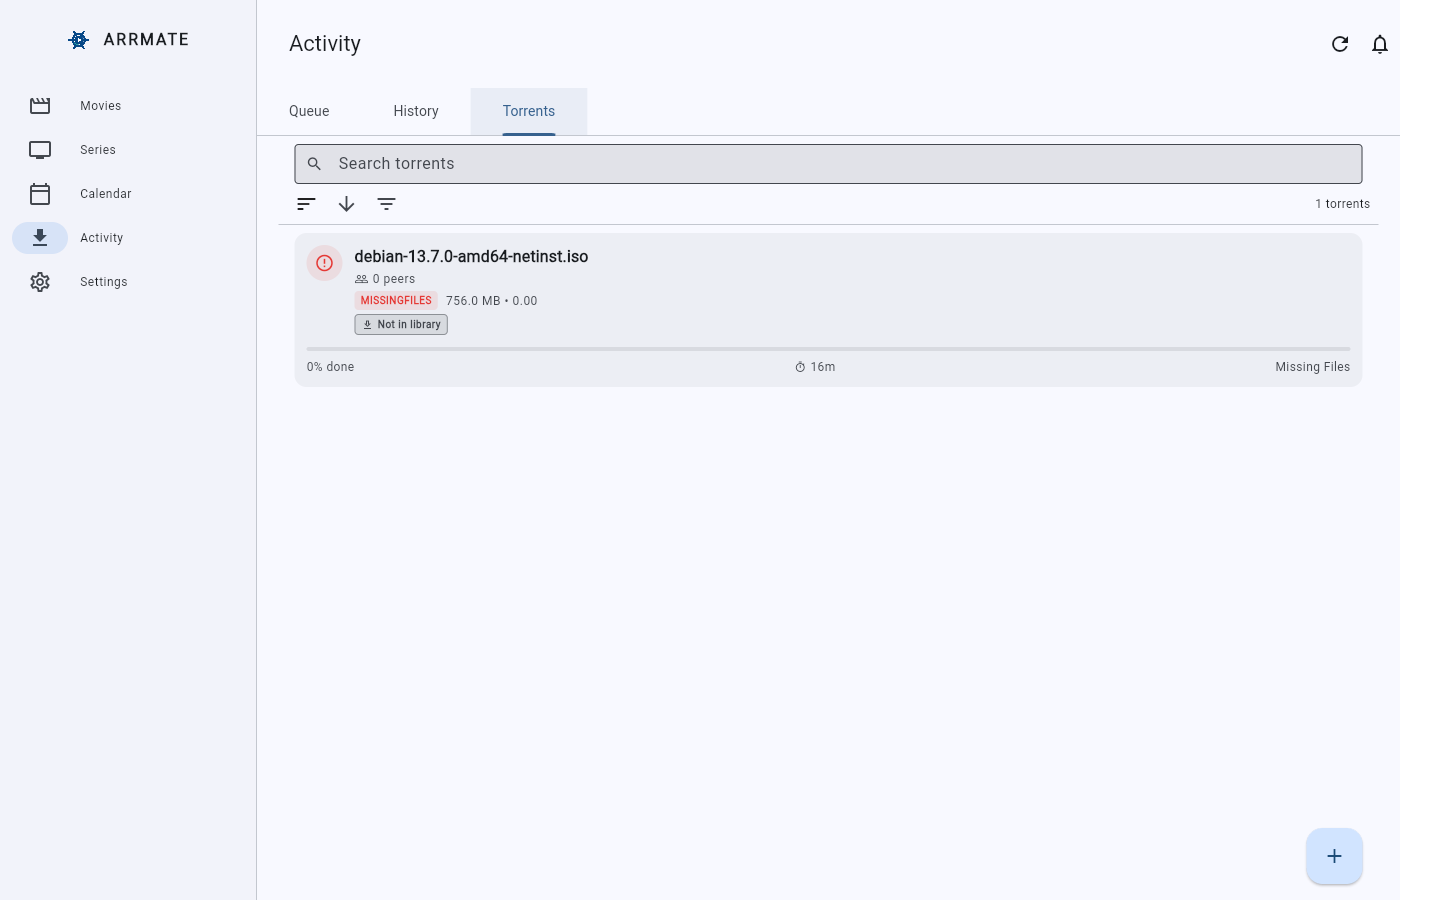 ARRMATE
Movies
Series
Calendar
Activity
Settings
Activity
Queue
History
Torrents
Search torrents
1 torrents
debian-13.7.0-amd64-netinst.iso
0 peers
MISSINGFILES 756.0 MB • 0.00
Not in library
0% done
16m
Missing Files